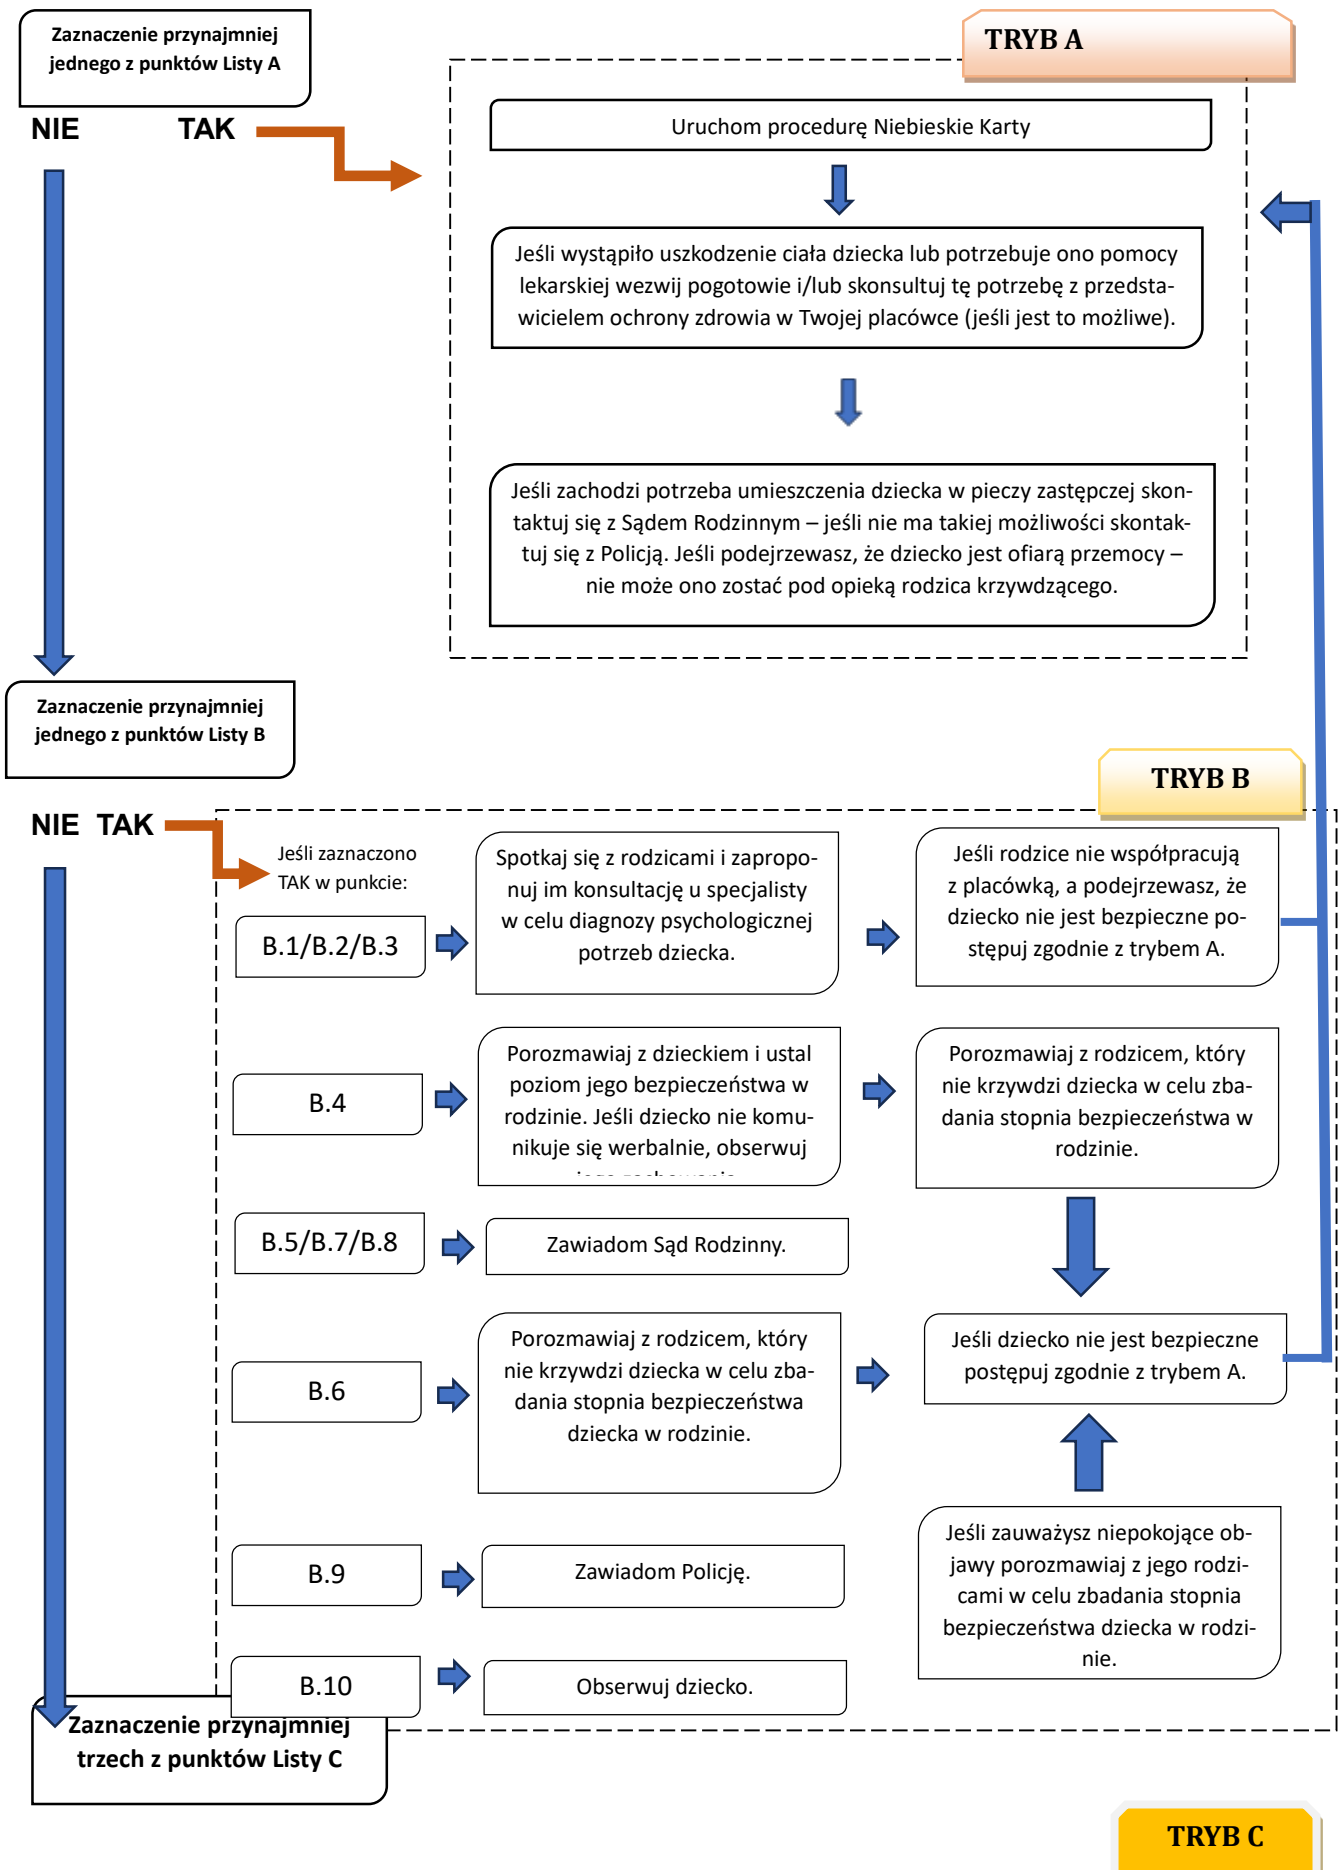 Zaznaczenie przynajmniej
jednego z punktów Listy A
NIE TAK
TRYB A
Uruchom procedurę Niebieskie Karty
Jeśli wystąpiło uszkodzenie ciała dziecka lub potrzebuje ono pomocy
lekarskiej wezwij pogotowie i/lub skonsultuj tę potrzebę z przedsta-
wicielem ochrony zdrowia w Twojej placówce (jeśli jest to możliwe).
Jeśli zachodzi potrzeba umieszczenia dziecka w pieczy zastępczej skon-
taktuj się z Sądem Rodzinnym – jeśli nie ma takiej możliwości skontak-
tuj się z Policją. Jeśli podejrzewasz, że dziecko jest ofiarą przemocy –
nie może ono zostać pod opieką rodzica krzywdzącego.
Zaznaczenie przynajmniej
jednego z punktów Listy B
NIE TAK
TRYB B
Jeśli zaznaczono
TAK w punkcie:
B.1/B.2/B.3
Spotkaj się z rodzicami i zapropo-
nuj im konsultację u specjalisty
w celu diagnozy psychologicznej
potrzeb dziecka.
Jeśli rodzice nie współpracują
z placówką, a podejrzewasz, że
dziecko nie jest bezpieczne po-
stępuj zgodnie z trybem A.
B.4
Porozmawiaj z dzieckiem i ustal
poziom jego bezpieczeństwa w
rodzinie. Jeśli dziecko nie komu-
nikuje się werbalnie, obserwuj
Porozmawiaj z rodzicem, który
nie krzywdzi dziecka w celu zba-
dania stopnia bezpieczeństwa w
rodzinie.
B.5/B.7/B.8
Zawiadom Sąd Rodzinny.
B.6
Porozmawiaj z rodzicem, który
nie krzywdzi dziecka w celu zba-
dania stopnia bezpieczeństwa
dziecka w rodzinie.
Jeśli dziecko nie jest bezpieczne
postępuj zgodnie z trybem A.
B.9
Zawiadom Policję.
Jeśli zauważysz niepokojące ob-
jawy porozmawiaj z jego rodzi-
cami w celu zbadania stopnia
bezpieczeństwa dziecka w rodzi-
nie.
B.10
Obserwuj dziecko.
Zaznaczenie przynajmniej
trzech z punktów Listy C
TRYB C